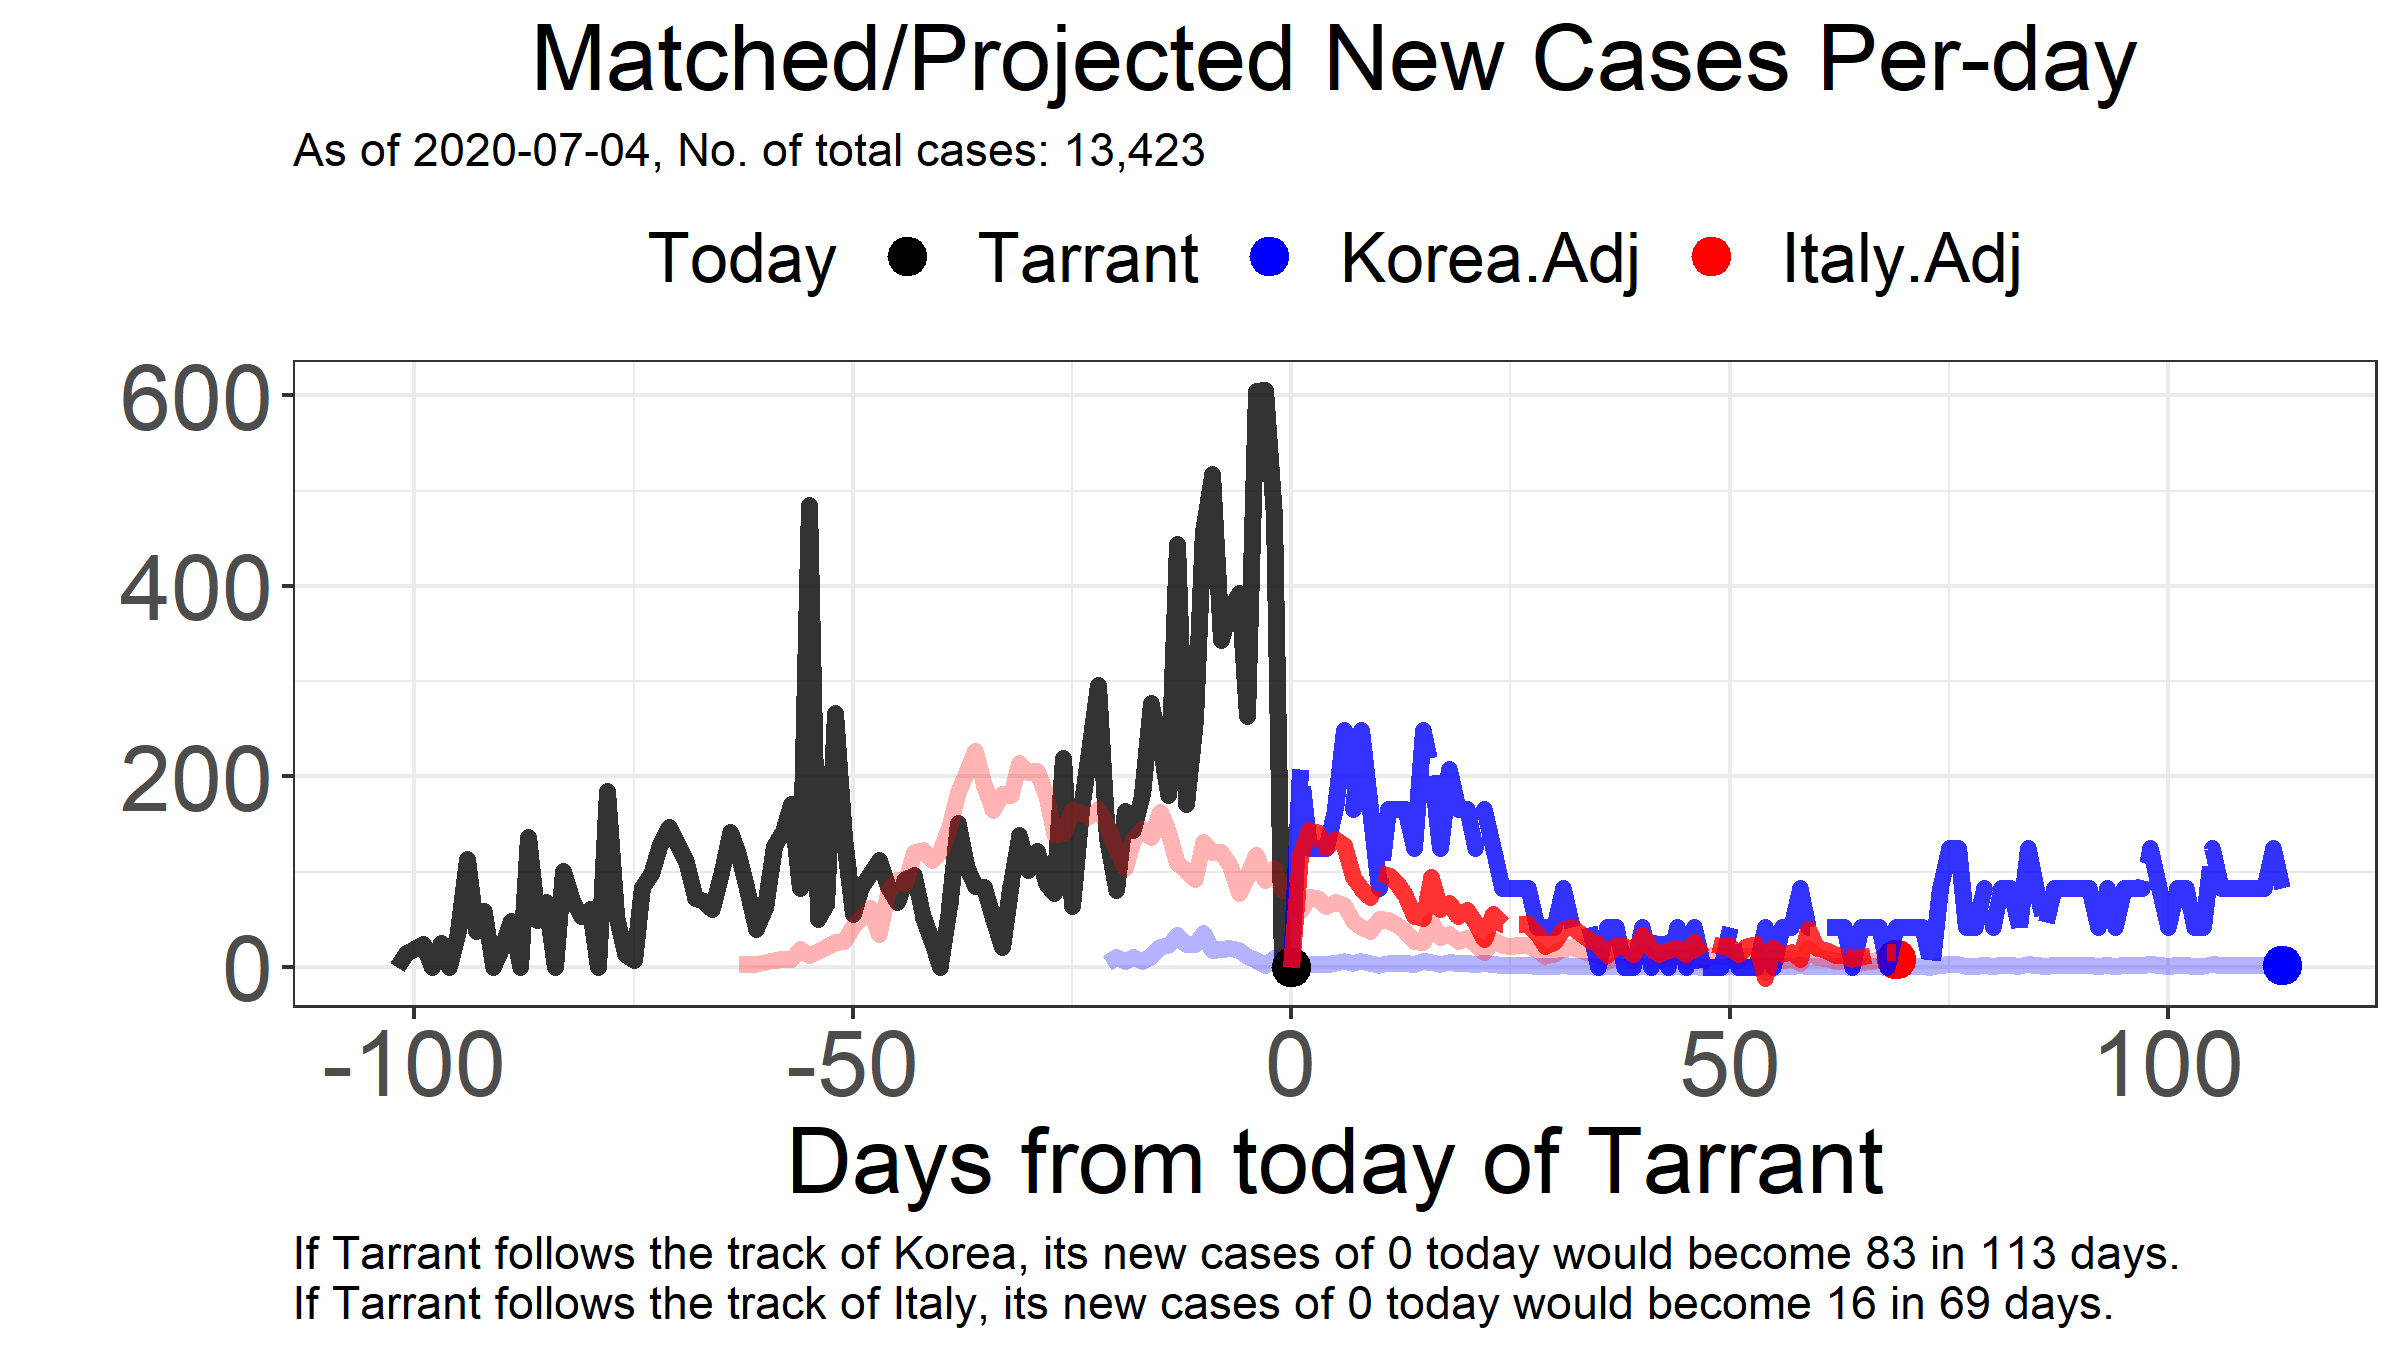 Matched/Projected New Cases Per-day
As of 2020-07-04, No. of total cases: 13,423
Today Tarrant Korea.Adj Italy.Adj
600
400
200
0
-100 -50 0 50 100
Days from today of Tarrant
If Tarrant follows the track of Korea, its new cases of 0 today would become 83 in 113 days.
If Tarrant follows the track of Italy, its new cases of 0 today would become 16 in 69 days.